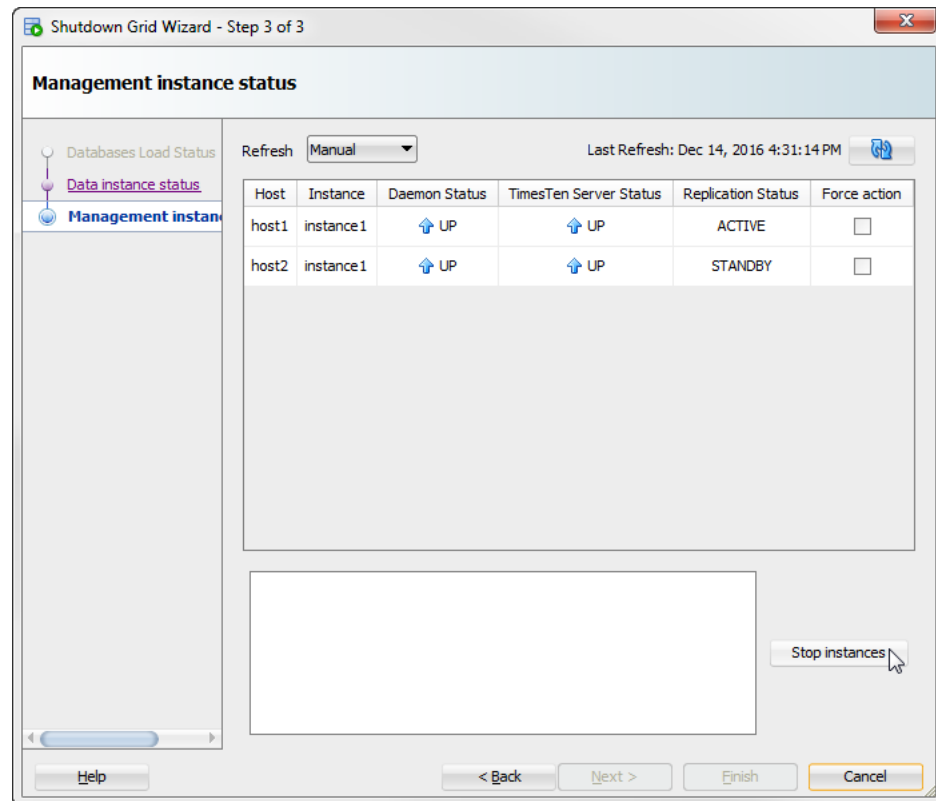 Shutdown Grid Wizard - Step 3 of 3
Management instance status
Databases Load Status
Data instance status
Management instan
Refresh Manual Last Refresh: Dec 14, 2016 4:31:14 PM
Host Instance Daemon Status TimesTen Server Status Replication Status Force action
host1 instance1 UP UP ACTIVE
host2 instance1 UP UP STANDBY
Stop instances
Help < Back Next > Finish Cancel